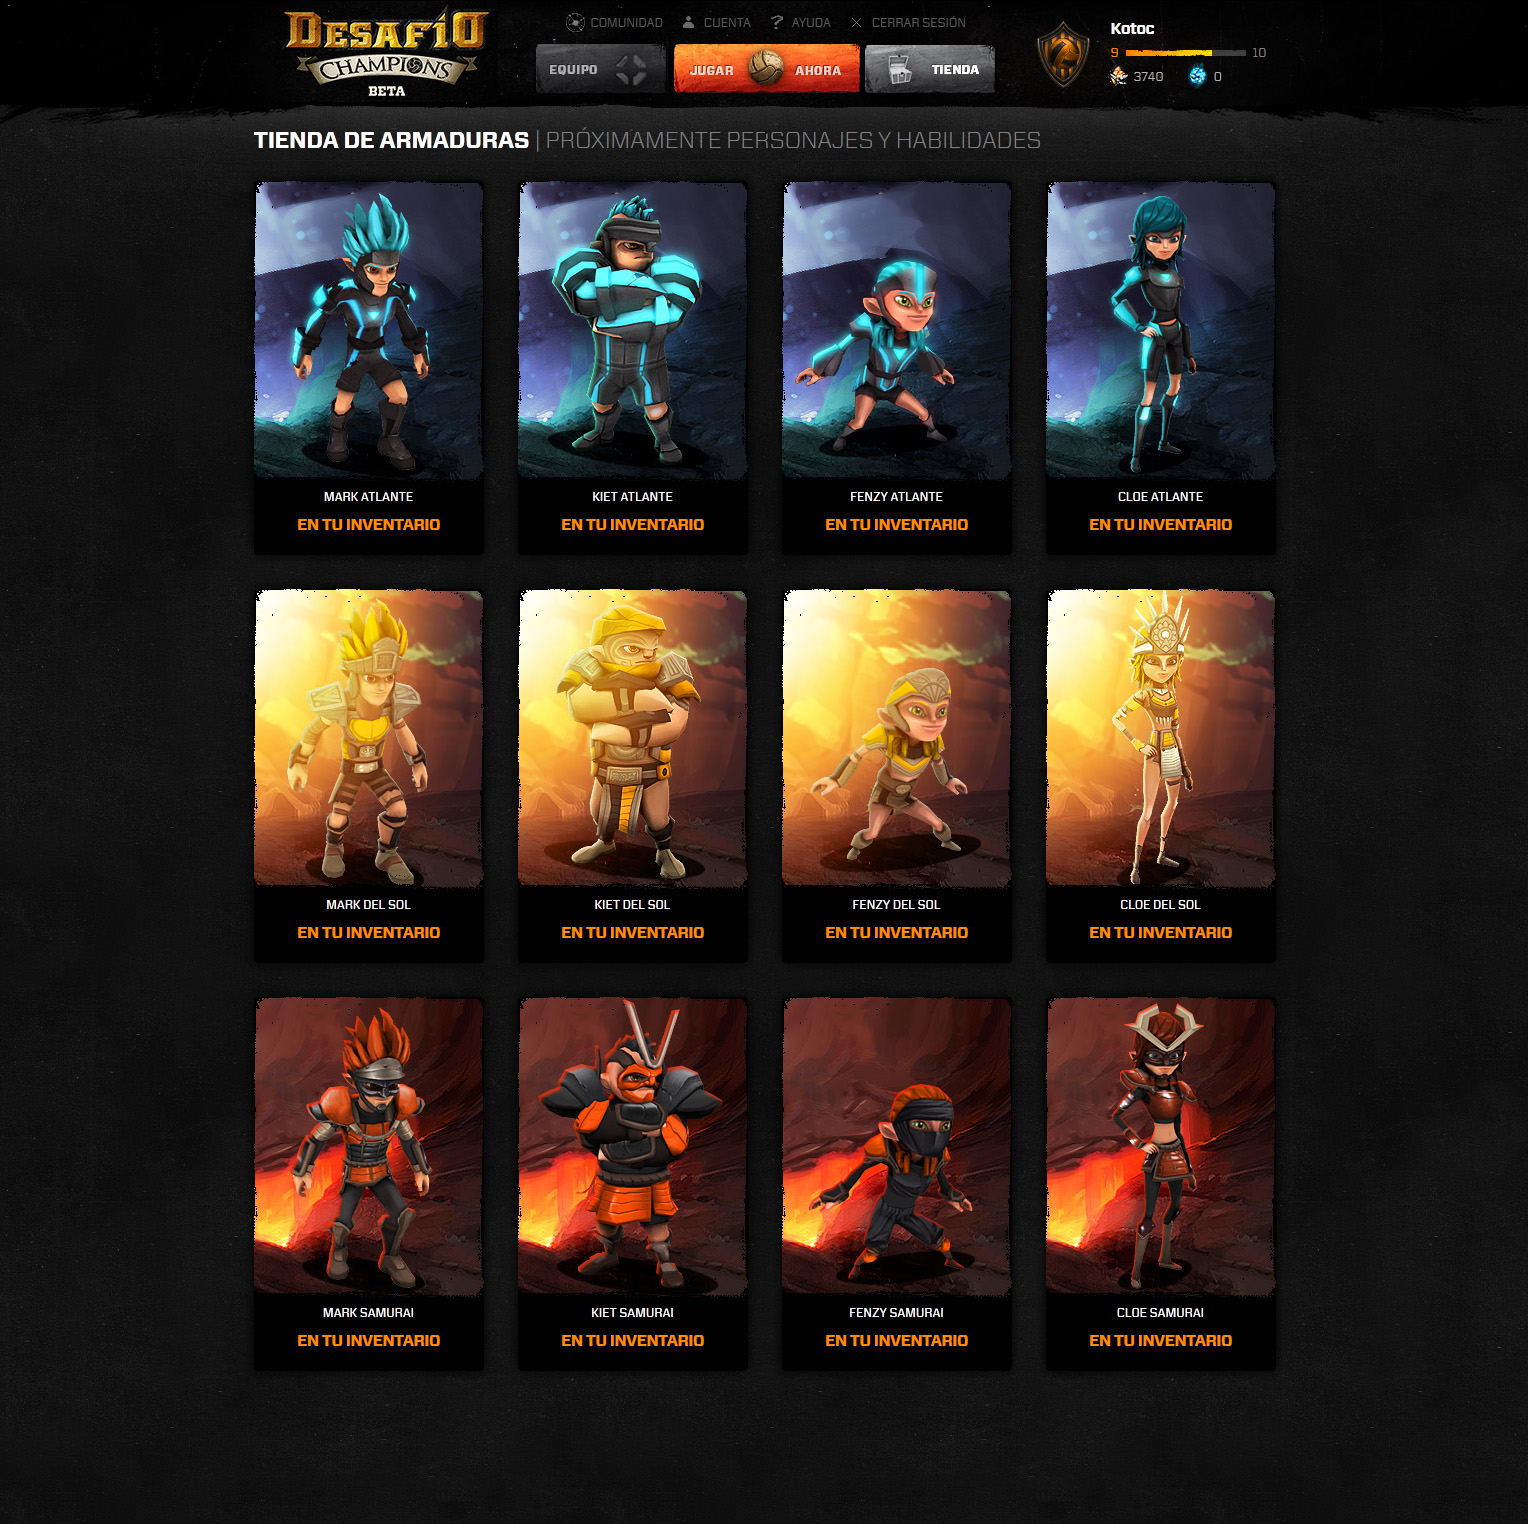 DESAFÍO
CHAMPIONS
BETA
COMUNIDAD
CUENTA
AYUDA
CERRAR SESIÓN
EQUIPO
JUGAR AHORA
TIENDA
Kotoc
9 10
3740 0
TIENDA DE ARMADURAS | PRÓXIMAMENTE PERSONAJES Y HABILIDADES
MARK ATLANTE
EN TU INVENTARIO
KIET ATLANTE
EN TU INVENTARIO
FENZY ATLANTE
EN TU INVENTARIO
CLOE ATLANTE
EN TU INVENTARIO
MARK DEL SOL
EN TU INVENTARIO
KIET DEL SOL
EN TU INVENTARIO
FENZY DEL SOL
EN TU INVENTARIO
CLOE DEL SOL
EN TU INVENTARIO
MARK SAMURAI
EN TU INVENTARIO
KIET SAMURAI
EN TU INVENTARIO
FENZY SAMURAI
EN TU INVENTARIO
CLOE SAMURAI
EN TU INVENTARIO